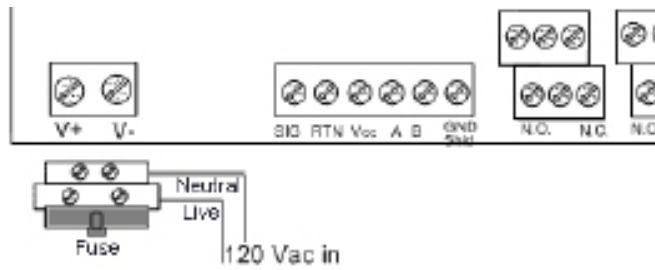 V+ V-
SIG RTN Vcc A B GND
Shld
N.O. N.C. N.O.
Neutral
Live
Fuse
120 Vac in